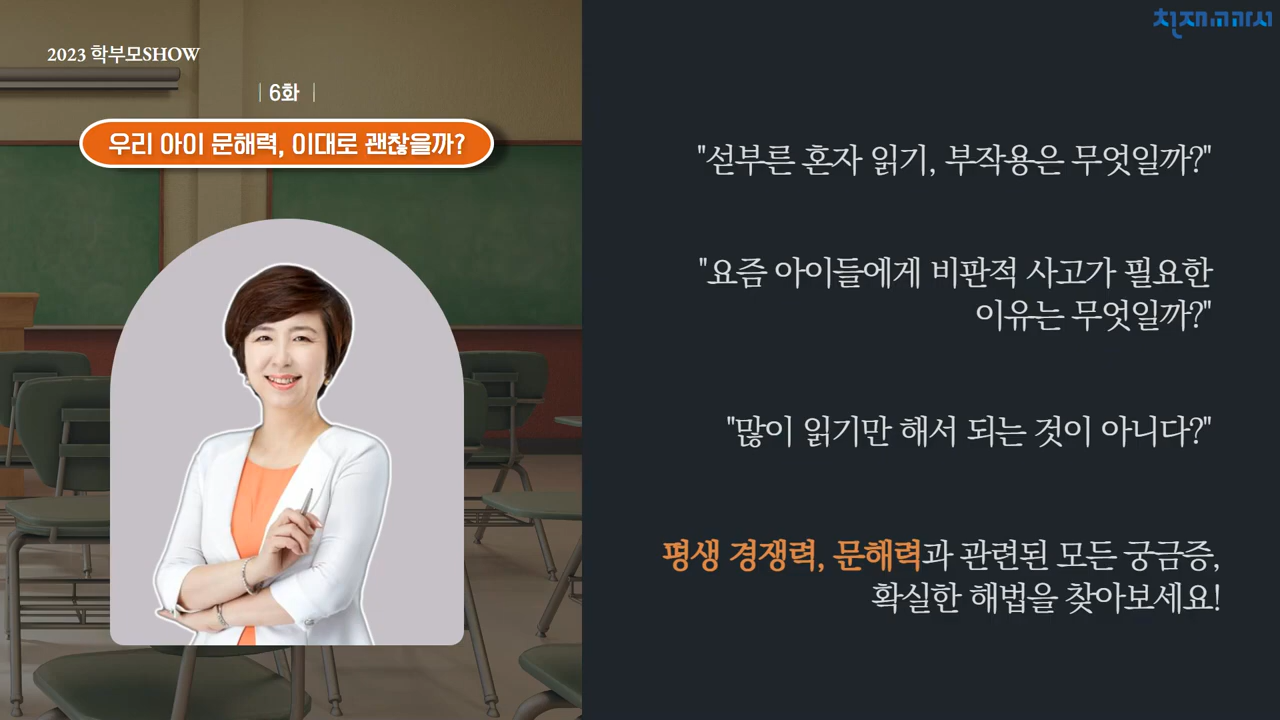 2023 학부모SHOW
| 6화 |
우리 아이 문해력, 이대로 괜찮을까?
천재교과서
"섣부른 혼자 읽기, 부작용은 무엇일까?"
"요즘 아이들에게 비판적 사고가 필요한
이유는 무엇일까?"
"많이 읽기만 해서 되는 것이 아니다?"
평생 경쟁력, 문해력과 관련된 모든 궁금증,
확실한 해법을 찾아보세요!